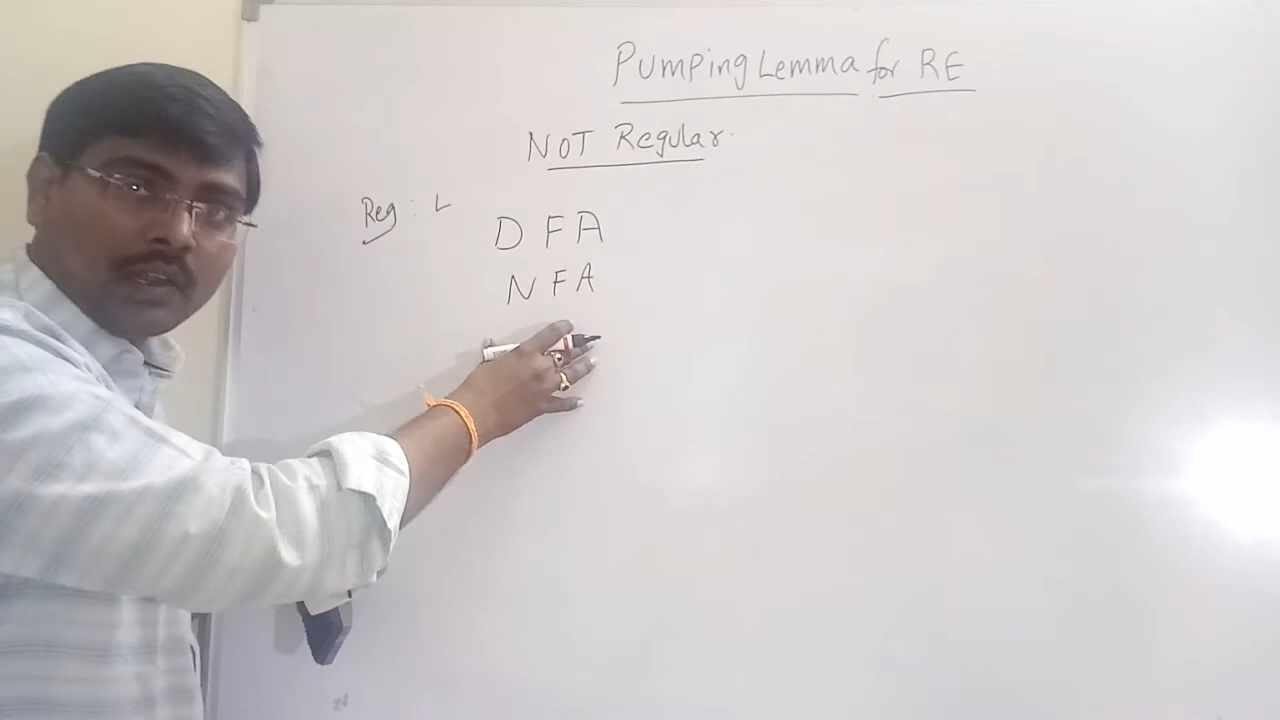 Pumping Lemma for RE
NOT Regular.
Reg : L
DFA
NFA